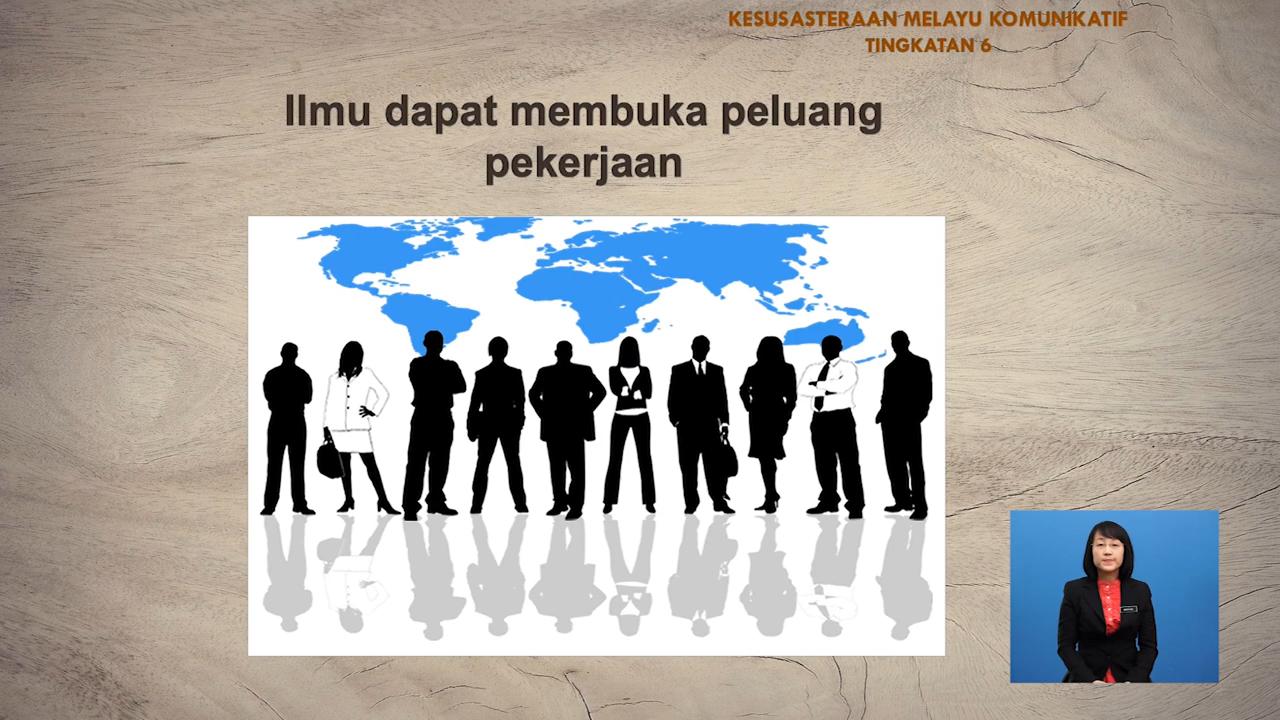 KESUSASTERAAN MELAYU KOMUNIKATIF
TINGKATAN 6
Ilmu dapat membuka peluang
pekerjaan